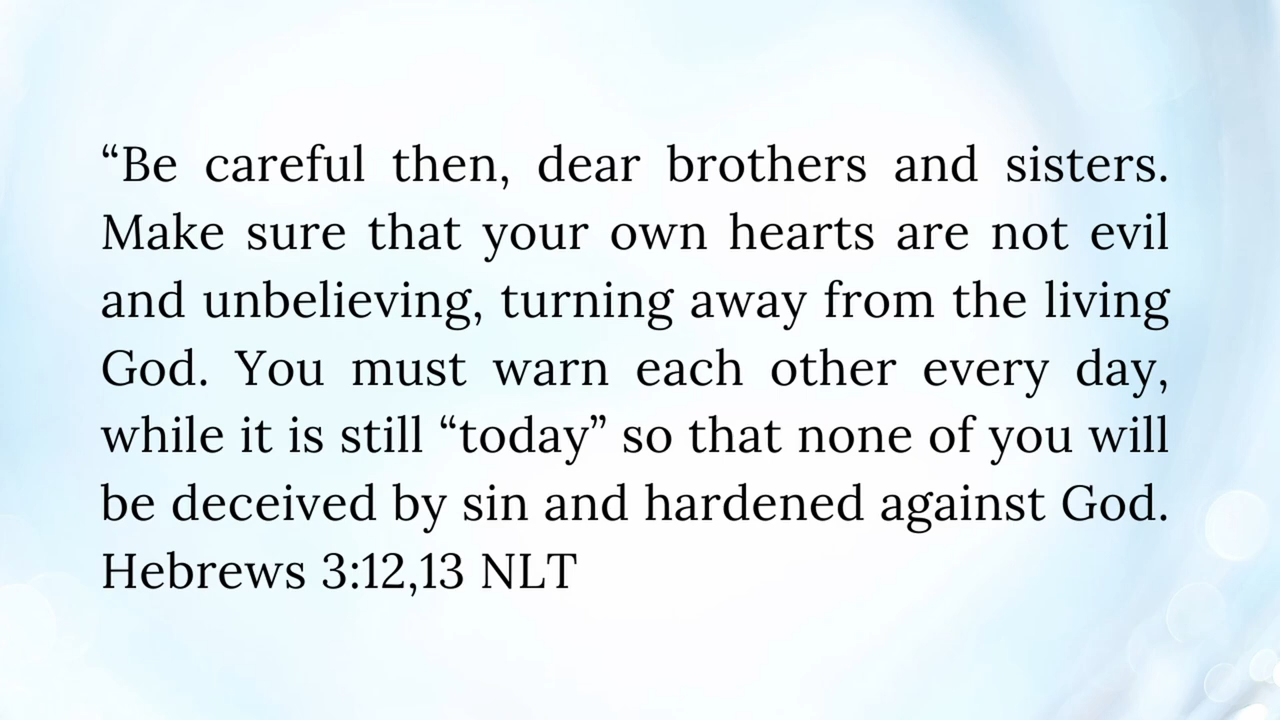 “Be careful then, dear brothers and sisters.
Make sure that your own hearts are not evil
and unbelieving, turning away from the living
God. You must warn each other every day,
while it is still “today” so that none of you will
be deceived by sin and hardened against God.
Hebrews 3:12,13 NLT